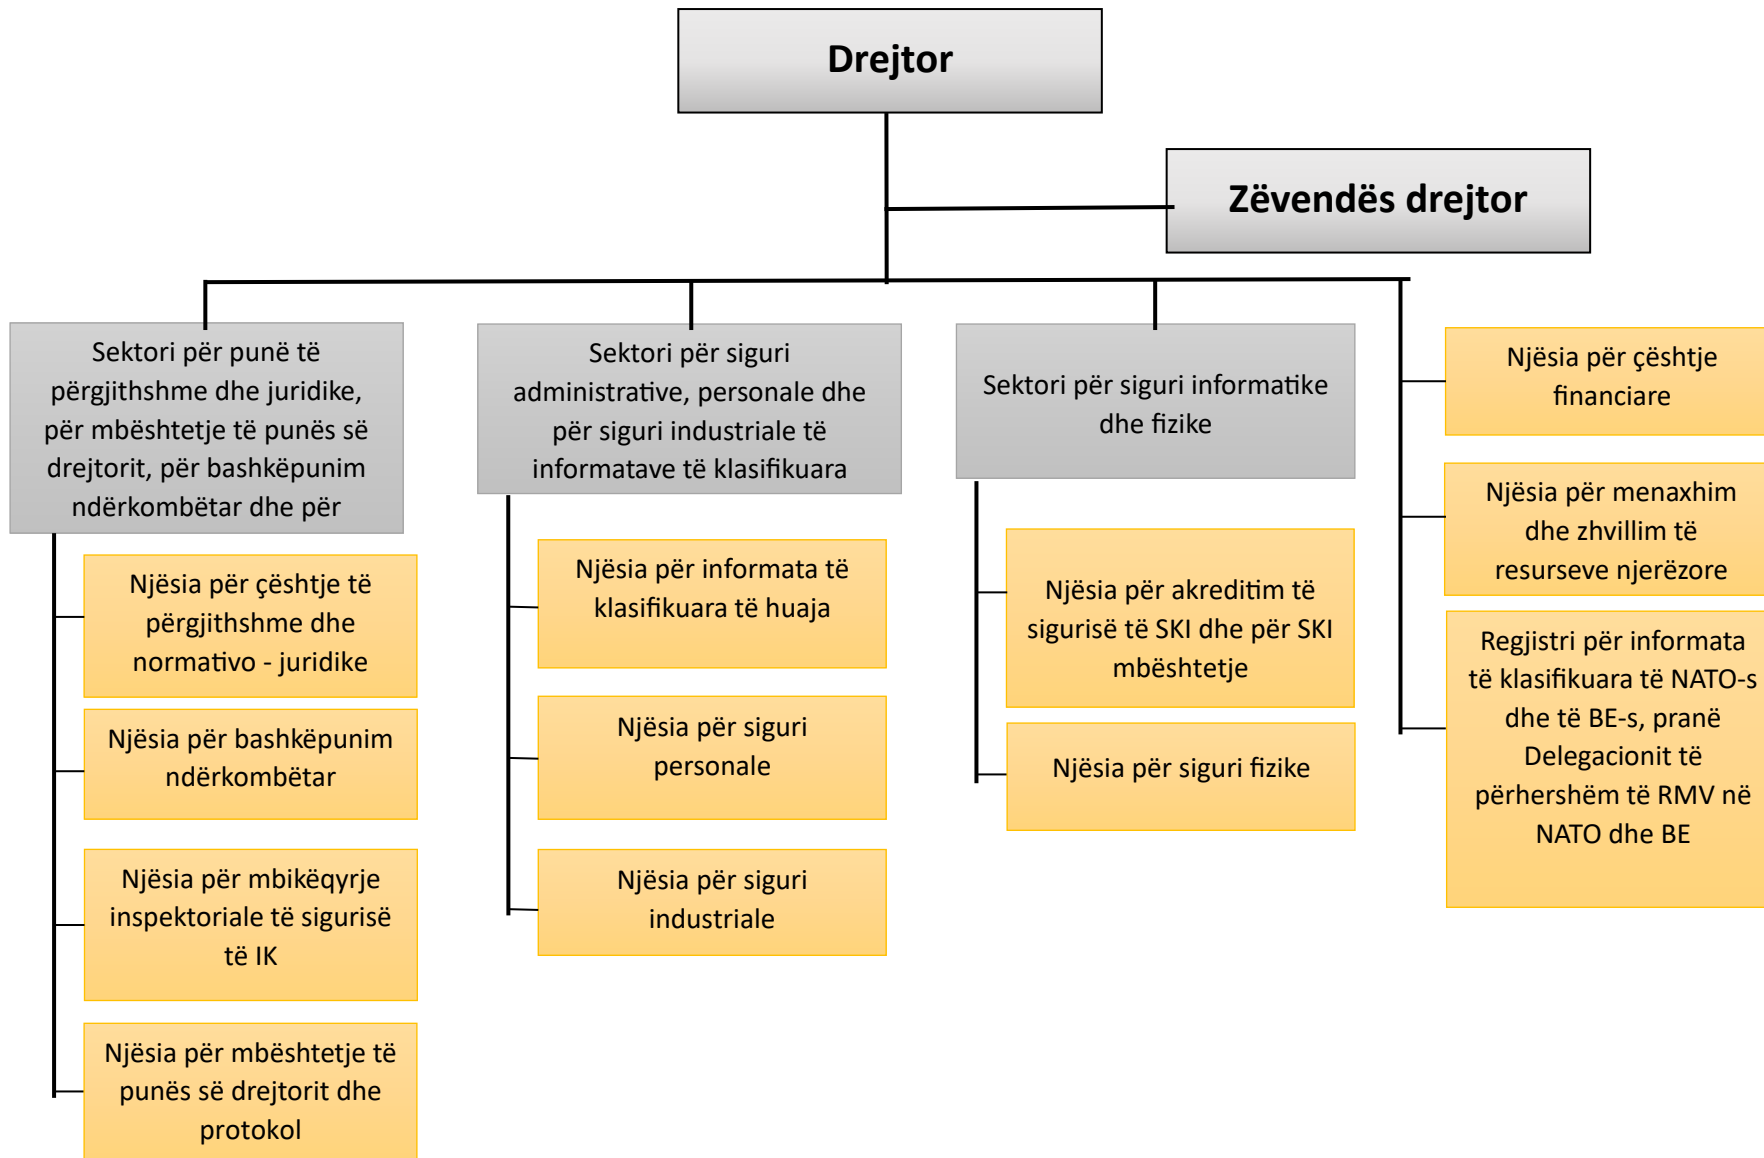 Drejtor
Zëvendës drejtor
Sektori për punë të
përgjithshme dhe juridike,
për mbështetje të punës së
drejtorit, për bashkëpunim
ndërkombëtar dhe për
Njësia për çështje të
përgjithshme dhe
normativo - juridike
Njësia për bashkëpunim
ndërkombëtar
Njësia për mbikëqyrje
inspektoriale të sigurisë
të IK
Njësia për mbështetje të
punës së drejtorit dhe
protokol
Sektori për siguri
administrative, personale dhe
për siguri industriale të
informatave të klasifikuara
Njësia për informata të
klasifikuara të huaja
Njësia për siguri
personale
Njësia për siguri
industriale
Sektori për siguri informatike
dhe fizike
Njësia për akreditim të
sigurisë të SKI dhe për SKI
mbështetje
Njësia për siguri fizike
Njësia për çështje
financiare
Njësia për menaxhim
dhe zhvillim të
resurseve njerëzore
Regjistri për informata
të klasifikuara të NATO-s
dhe të BE-s, pranë
Delegacionit të
përhershëm të RMV në
NATO dhe BE